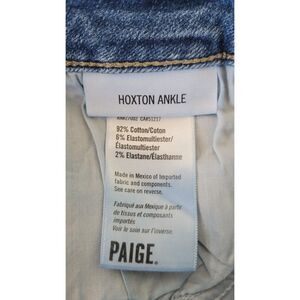 HOXTON ANKLE
92% Cotton/Coton
6% Elastomultiester/
Élastomultiester
2% Elastane/Élasthanne
Made in Mexico of Imported
fabric and components.
See care on reverse.
Fabriqué aux Mexique à partir
de tissus et composants
importés
Voir le soin sur l'inverse.
PAIGE®